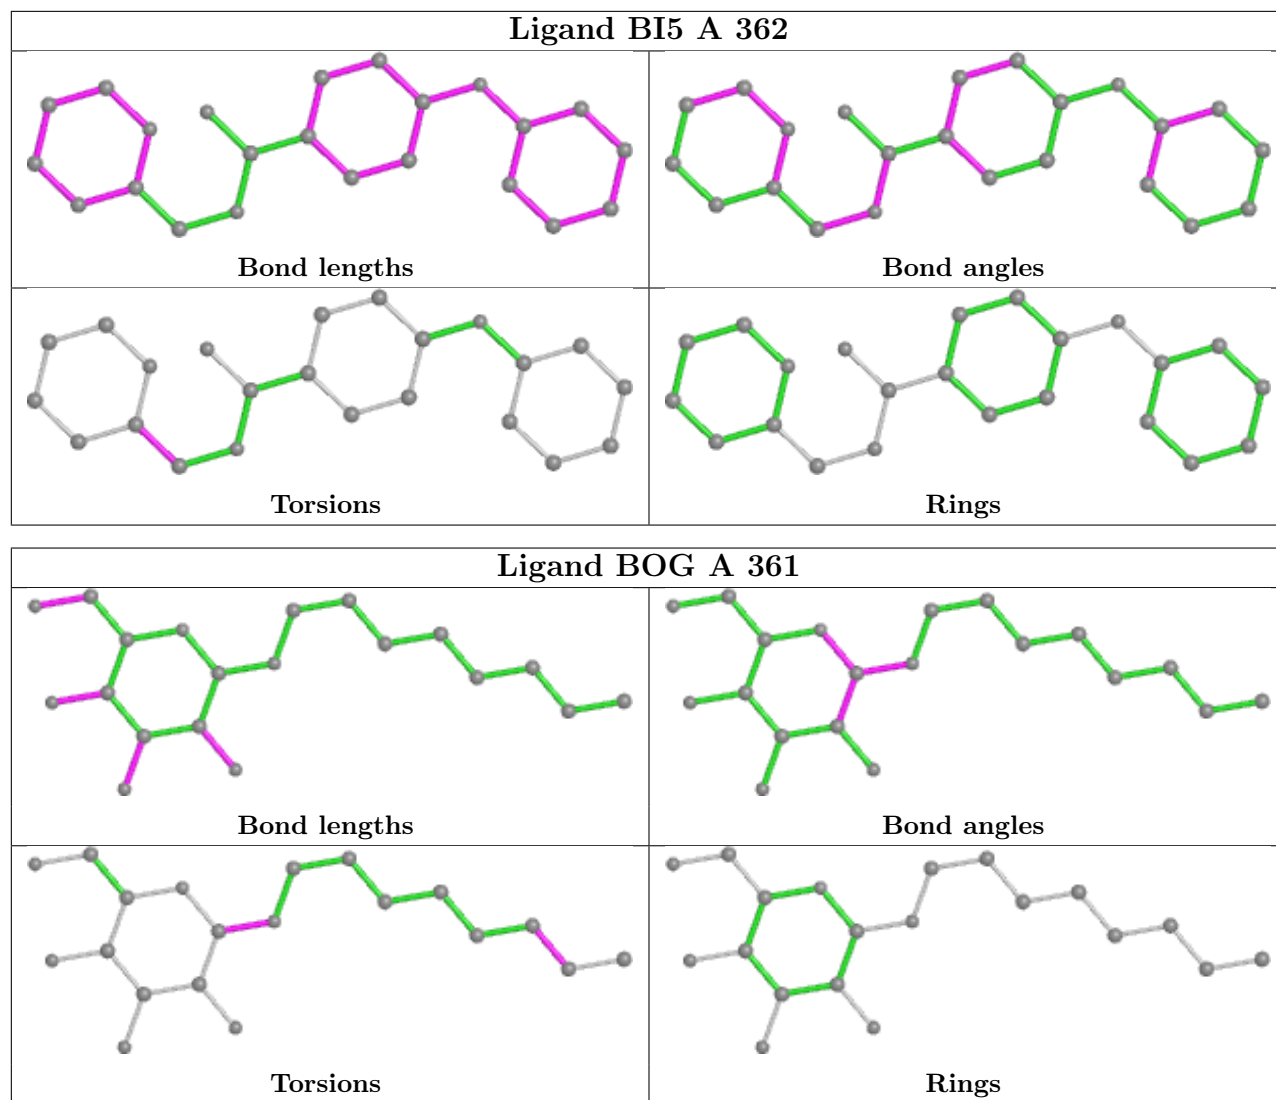 Ligand BI5 A 362
Bond lengths
Bond angles
Torsions
Rings
Ligand BOG A 361
Bond lengths
Bond angles
Torsions
Rings